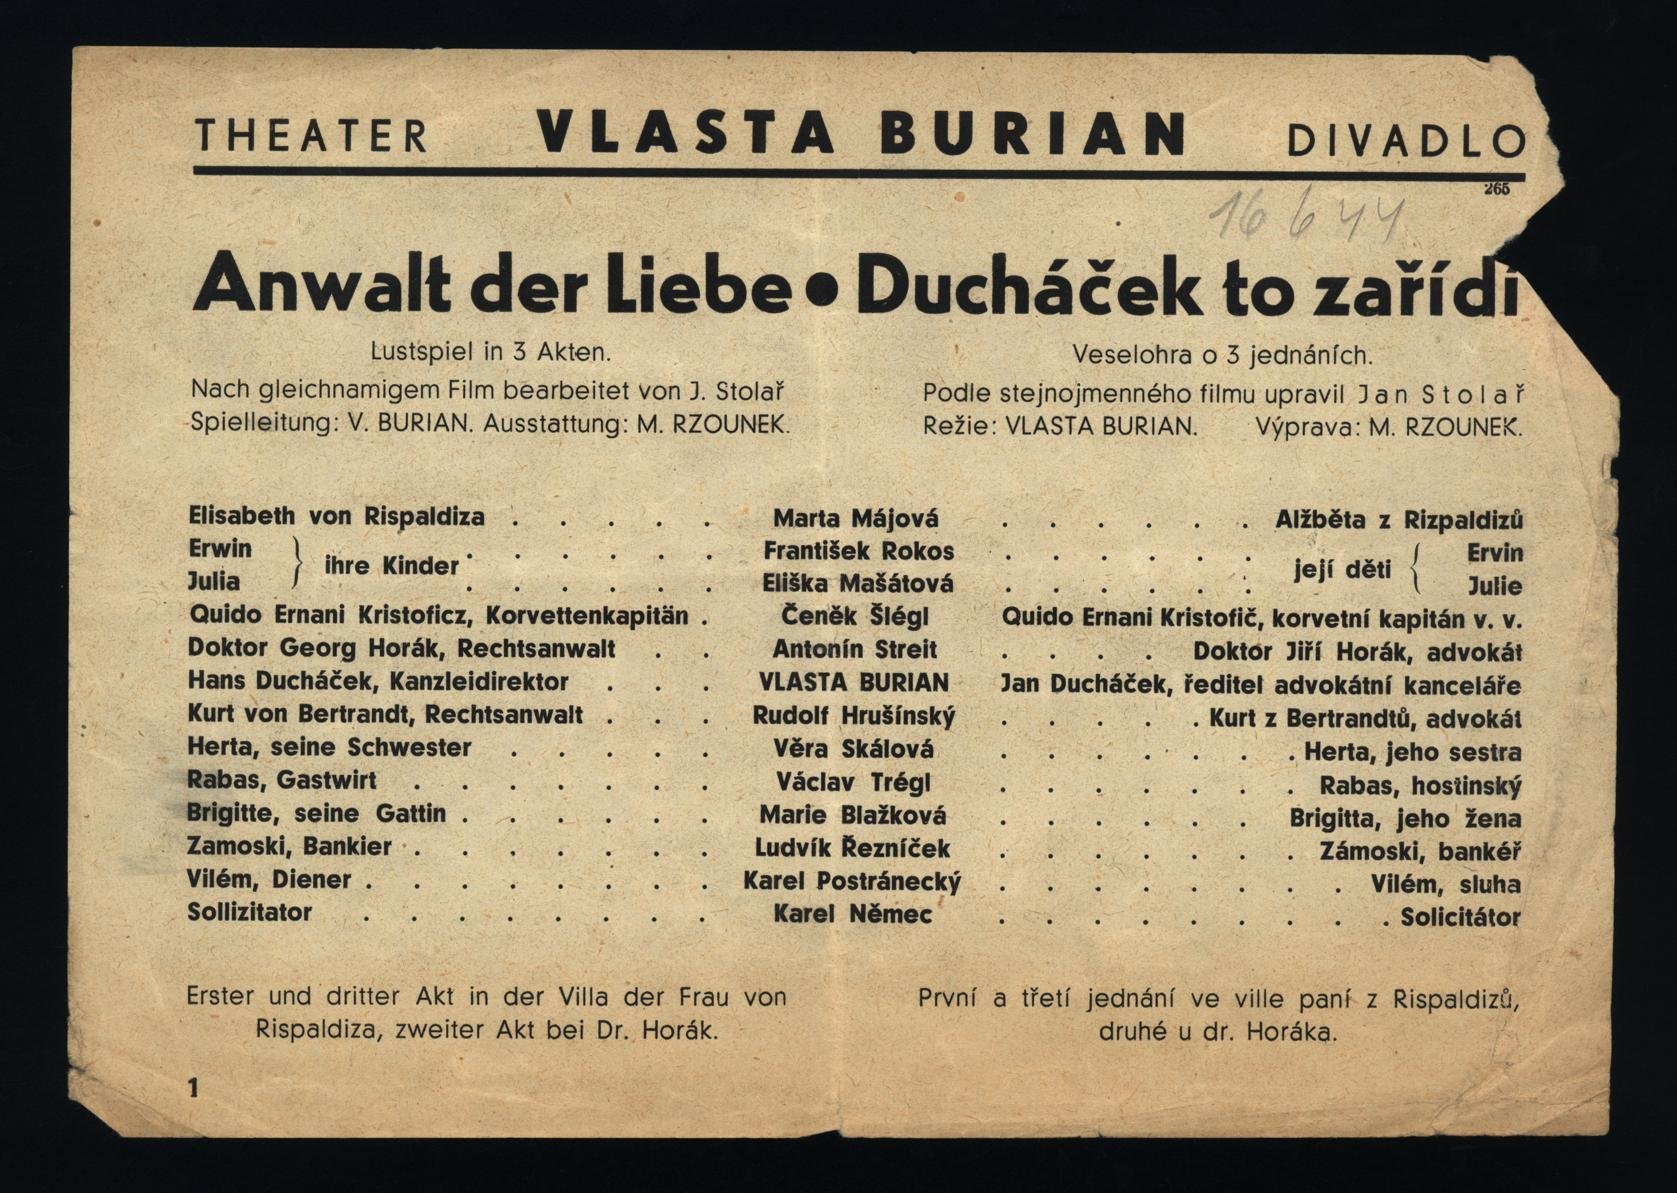 THEATER VLASTA BURIAN DIVADLO
265
16 6 44
Anwalt der Liebe • Ducháček to zařídí
Lustspiel in 3 Akten. Veselohra o 3 jednáních.
Nach gleichnamigem Film bearbeitet von J. Stolař Podle stejnojmenného filmu upravil Jan Stolař
Spielleitung: V. BURIAN. Ausstattung: M. RZOUNEK. Režie: VLASTA BURIAN. Výprava: M. RZOUNEK.
Elisabeth von Rispaldiza . . . . . Marta Májová . . . . . . Alžběta z Rizpaldizů
Erwin } ihre Kinder . . . . . . František Rokos . . . . . . její děti { Ervin
Julia . . . . . . Eliška Mašátová . . . . . . Julie
Quido Ernani Kristoficz, Korvettenkapitän . Čeněk Šlégl Quido Ernani Kristofič, korvetní kapitán v. v.
Doktor Georg Horák, Rechtsanwalt . . Antonín Streit . . . . Doktor Jiří Horák, advokát
Hans Ducháček, Kanzleidirektor . . . VLASTA BURIAN Jan Ducháček, ředitel advokátní kanceláře
Kurt von Bertrandt, Rechtsanwalt . . . Rudolf Hrušínský . . . . . Kurt z Bertrandtů, advokát
Herta, seine Schwester . . . . . Věra Skálová . . . . . . . Herta, jeho sestra
Rabas, Gastwirt . . . . . . . Václav Trégl . . . . . . . Rabas, hostinský
Brigitte, seine Gattin . . . . . . Marie Blažková . . . . . . Brigitta, jeho žena
Zamoski, Bankier . . . . . . . Ludvík Řezníček . . . . . . . Zámoski, bankéř
Vilém, Diener . . . . . . . . Karel Postránecký . . . . . . . . Vilém, sluha
Sollizitator . . . . . . . . Karel Němec . . . . . . . . . Solicitátor
Erster und dritter Akt in der Villa der Frau von První a třetí jednání ve ville paní z Rispaldizů,
Rispaldiza, zweiter Akt bei Dr. Horák. druhé u dr. Horáka.
1